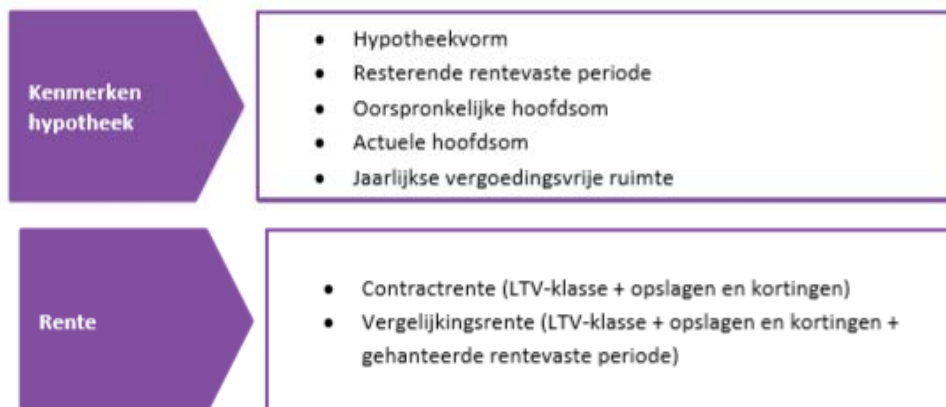 Kenmerken
hypotheek
• Hypotheekvorm
• Resterende rentevaste periode
• Oorspronkelijke hoofdsom
• Actuele hoofdsom
• Jaarlijkse vergoedingsvrije ruimte
Rente
• Contractrente (LTV-klasse + opslagen en kortingen)
• Vergelijkingsrente (LTV-klasse + opslagen en kortingen +
gehanteerde rentevaste periode)